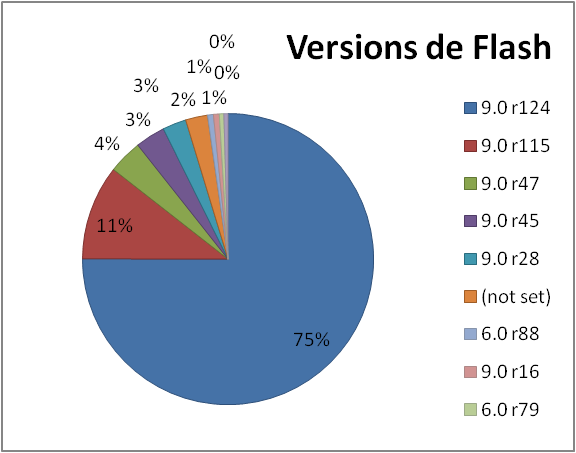 Versions de Flash
0%
1%
0%
3%
2%
1%
3%
4%
11%
75%
9.0 r124
9.0 r115
9.0 r47
9.0 r45
9.0 r28
(not set)
6.0 r88
9.0 r16
6.0 r79